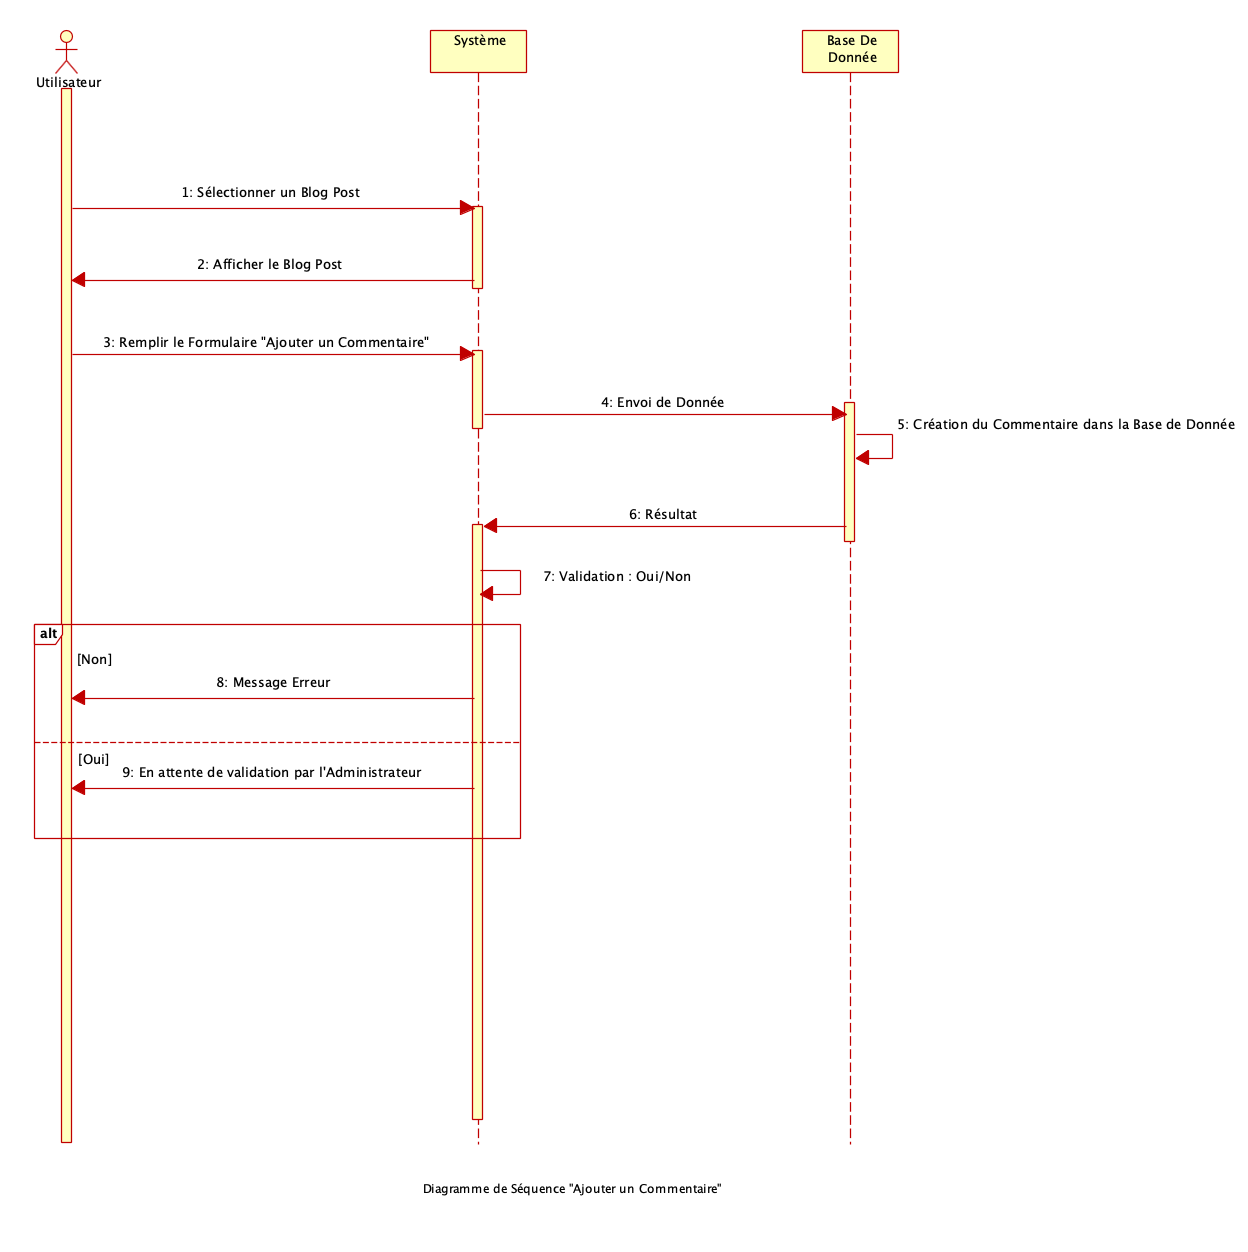 Utilisateur
Système
Base De
Donnée
1: Sélectionner un Blog Post
2: Afficher le Blog Post
3: Remplir le Formulaire "Ajouter un Commentaire"
4: Envoi de Donnée
5: Création du Commentaire dans la Base de Donnée
6: Résultat
7: Validation : Oui/Non
alt
[Non]
8: Message Erreur
[Oui]
9: En attente de validation par l'Administrateur
Diagramme de Séquence "Ajouter un Commentaire"